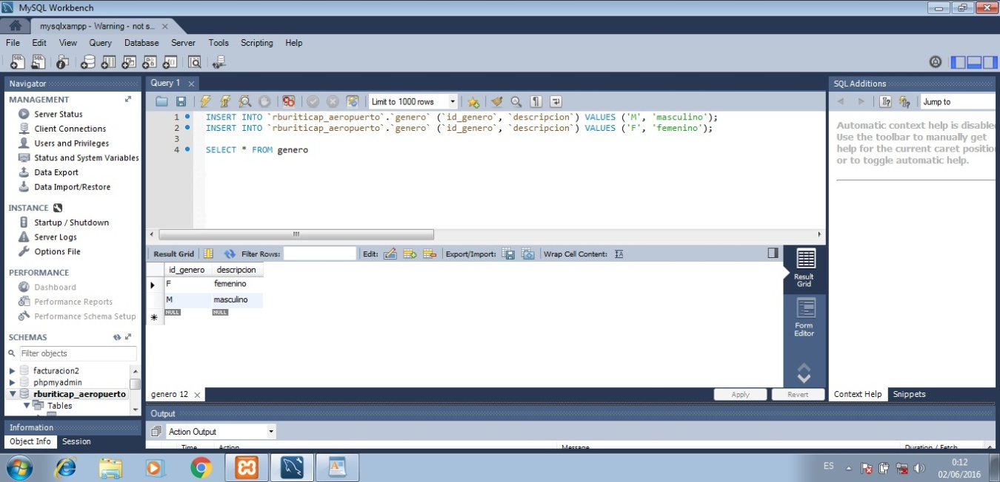 MySQL Workbench
mysqlxampp - Warning - not s...
File Edit View Query Database Server Tools Scripting Help
Navigator
MANAGEMENT
Server Status
Client Connections
Users and Privileges
Status and System Variables
Data Export
Data Import/Restore
INSTANCE
Startup / Shutdown
Server Logs
Options File
PERFORMANCE
Dashboard
Performance Reports
Performance Schema Setup
SCHEMAS
Filter objects
facturacion2
phpmyadmin
rburiticap_aeropuerto
Tables
Information
Object Info Session
Query 1
Limit to 1000 rows
1 INSERT INTO `rburiticap_aeropuerto`.`genero` (`id_genero`, `descripcion`) VALUES ('M', 'masculino');
2 INSERT INTO `rburiticap_aeropuerto`.`genero` (`id_genero`, `descripcion`) VALUES ('F', 'femenino');
3
4 SELECT * FROM genero
Result Grid Filter Rows: Edit: Export/Import: Wrap Cell Content:
id_genero descripcion
F femenino
M masculino
NULL NULL
Result
Grid
Form
Editor
genero 12
Apply Revert
Output
Action Output
Time Action Message Duration / Fetch
SQL Additions
Jump to
Automatic context help is disable
Use the toolbar to manually get
help for the current caret positio
or to toggle automatic help.
Context Help Snippets
ES
0:12
02/06/2016